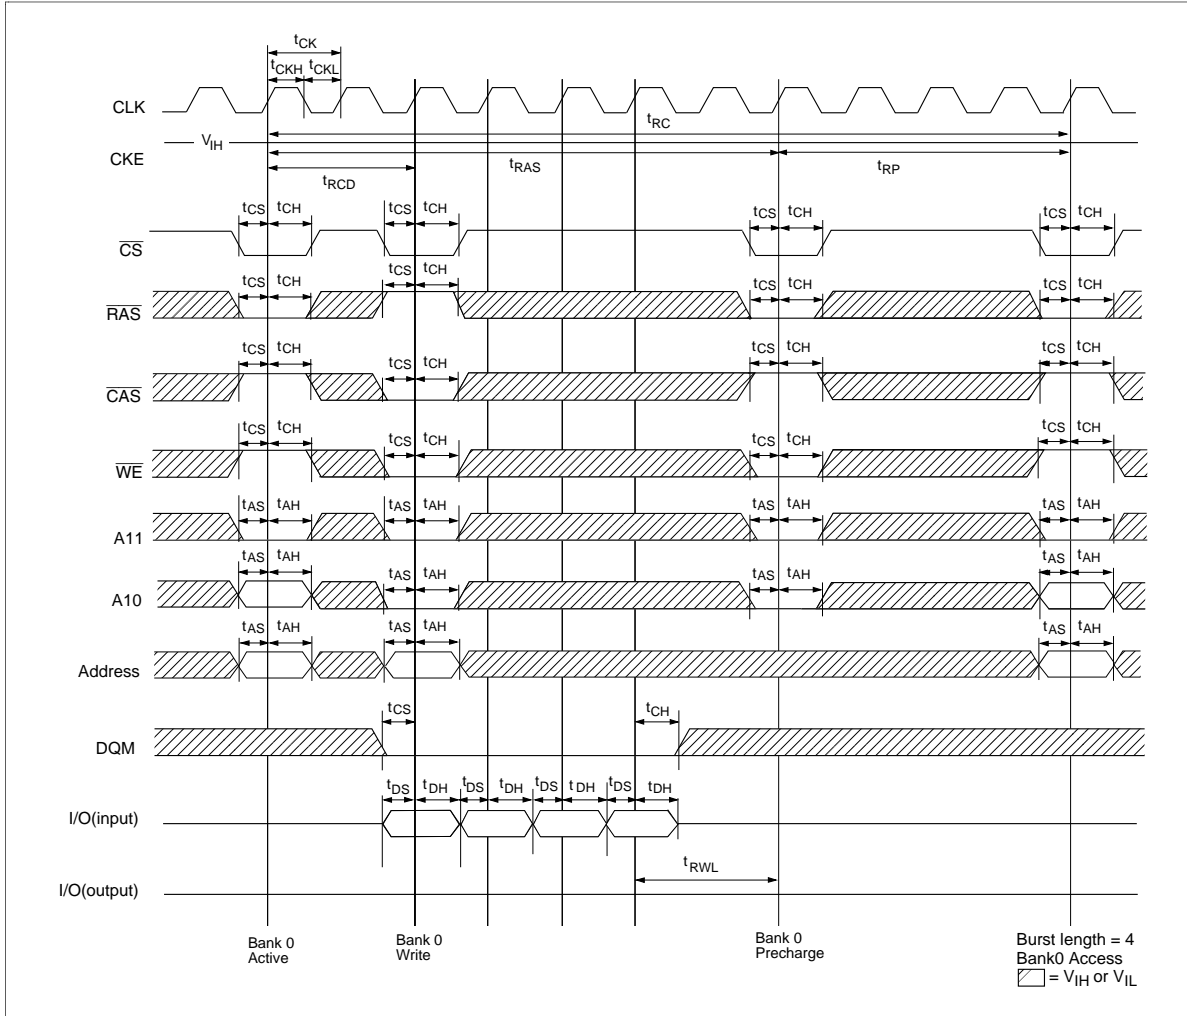 tCK
tCKH tCKL
CLK
tRC
VIH
CKE
tRAS
tRP
tRCD
tCS tCH tCS tCH tCS tCH tCS tCH
CS
tCS tCH tCS tCH tCS tCH tCS tCH
RAS
tCS tCH tCS tCH tCS tCH tCS tCH
CAS
tCS tCH tCS tCH tCS tCH tCS tCH
WE
tAS tAH tAS tAH tAS tAH tAS tAH
A11
tAS tAH tAS tAH tAS tAH tAS tAH
A10
tAS tAH tAS tAH tAS tAH
Address
tCS tCH
DQM
tDS tDH tDS tDH tDS tDH tDS tDH
I/O(input)
tRWL
I/O(output)
Bank 0
Active
Bank 0
Write
Bank 0
Precharge
Burst length = 4
Bank0 Access
= VIH or VIL